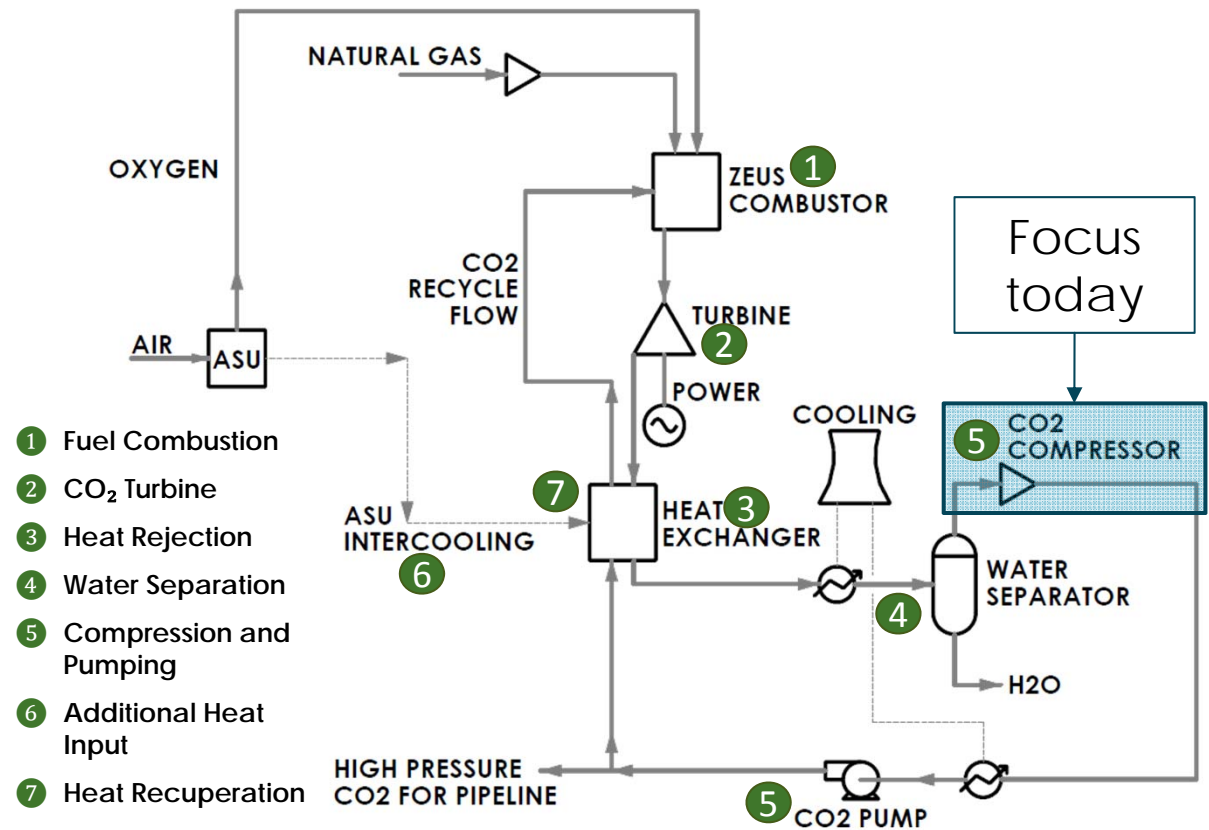 NATURAL GAS
OXYGEN
ZEUS 1
COMBUSTOR
Focus
today
CO2
RECYCLE
FLOW
TURBINE
2
AIR
ASU
POWER
COOLING
5 CO2
COMPRESSOR
1 Fuel Combustion
2 CO₂ Turbine
3 Heat Rejection
4 Water Separation
5 Compression and
Pumping
6 Additional Heat
Input
7 Heat Recuperation
7
ASU
INTERCOOLING
6
HEAT 3
EXCHANGER
4
WATER
SEPARATOR
H2O
HIGH PRESSURE
CO2 FOR PIPELINE
5 CO2 PUMP